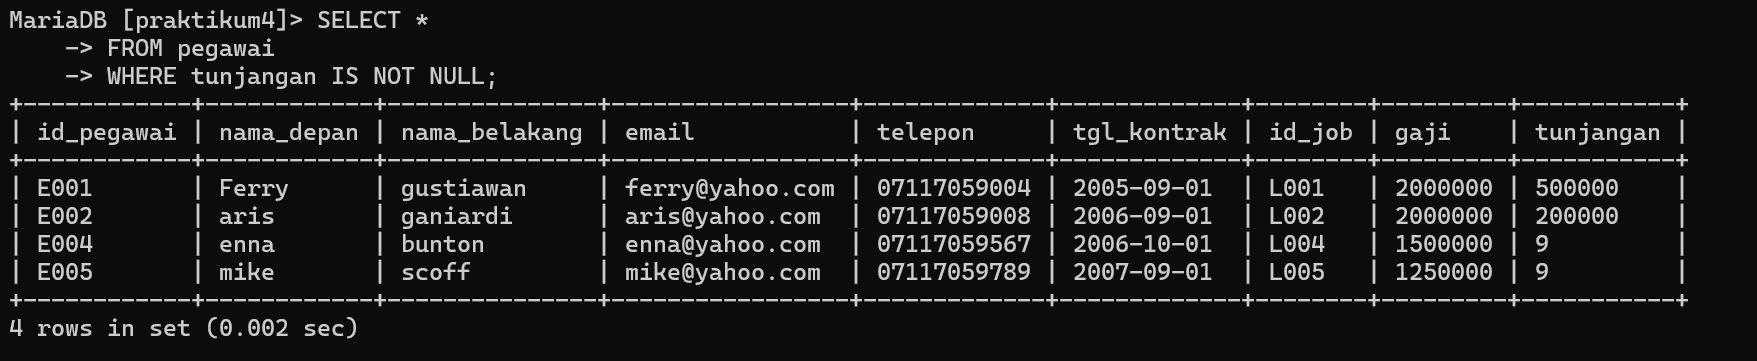 MariaDB [praktikum4]> SELECT *
    -> FROM pegawai
    -> WHERE tunjangan IS NOT NULL;
+------------+------------+---------------+-----------------+-------------+-------------+--------+---------+-----------+
| id_pegawai | nama_depan | nama_belakang | email           | telepon     | tgl_kontrak | id_job | gaji    | tunjangan |
+------------+------------+---------------+-----------------+-------------+-------------+--------+---------+-----------+
| E001       | Ferry      | gustiawan     | ferry@yahoo.com | 07117059004 | 2005-09-01  | L001   | 2000000 | 500000    |
| E002       | aris       | ganiardi      | aris@yahoo.com  | 07117059008 | 2006-09-01  | L002   | 2000000 | 200000    |
| E004       | enna       | bunton        | enna@yahoo.com  | 07117059567 | 2006-10-01  | L004   | 1500000 | 9         |
| E005       | mike       | scoff         | mike@yahoo.com  | 07117059789 | 2007-09-01  | L005   | 1250000 | 9         |
+------------+------------+---------------+-----------------+-------------+-------------+--------+---------+-----------+
4 rows in set (0.002 sec)